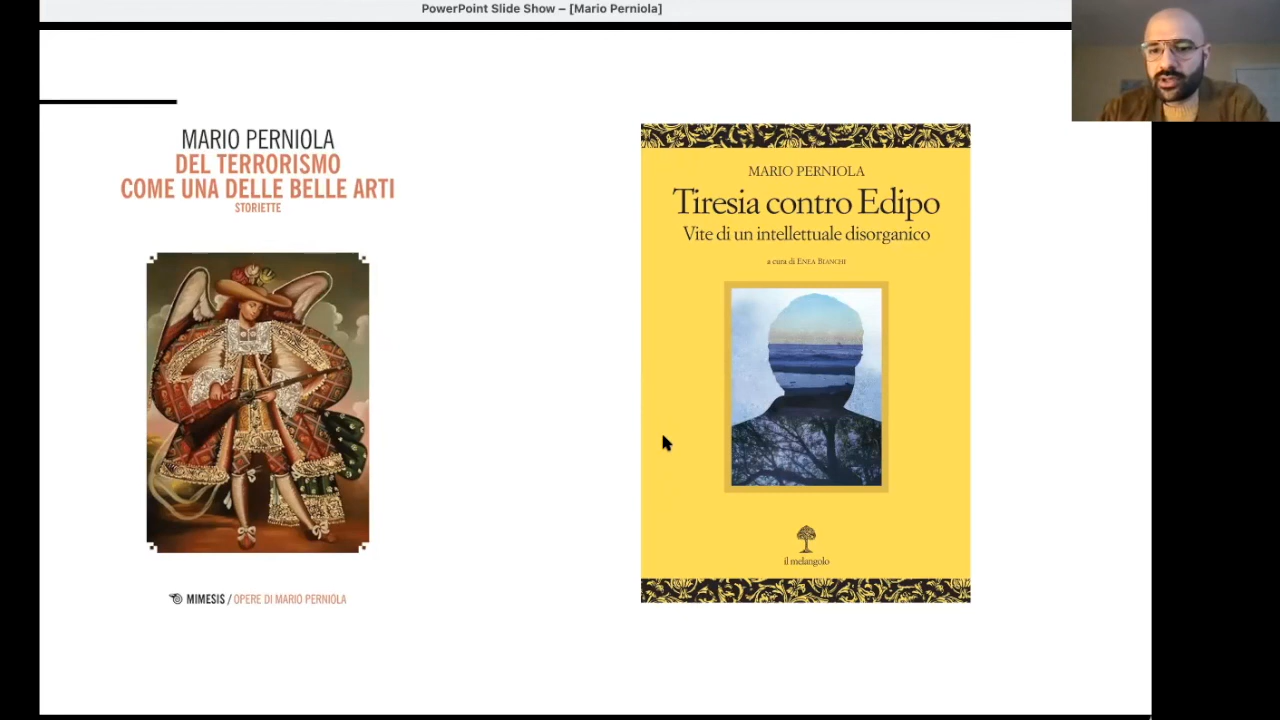 PowerPoint Slide Show – [Mario Perniola]
MARIO PERNIOLA
DEL TERRORISMO
COME UNA DELLE BELLE ARTI
STORIETTE
MIMESIS / OPERE DI MARIO PERNIOLA
MARIO PERNIOLA
Tiresia contro Edipo
Vite di un intellettuale disorganico
a cura di ENEA BIANCHI
il melangolo